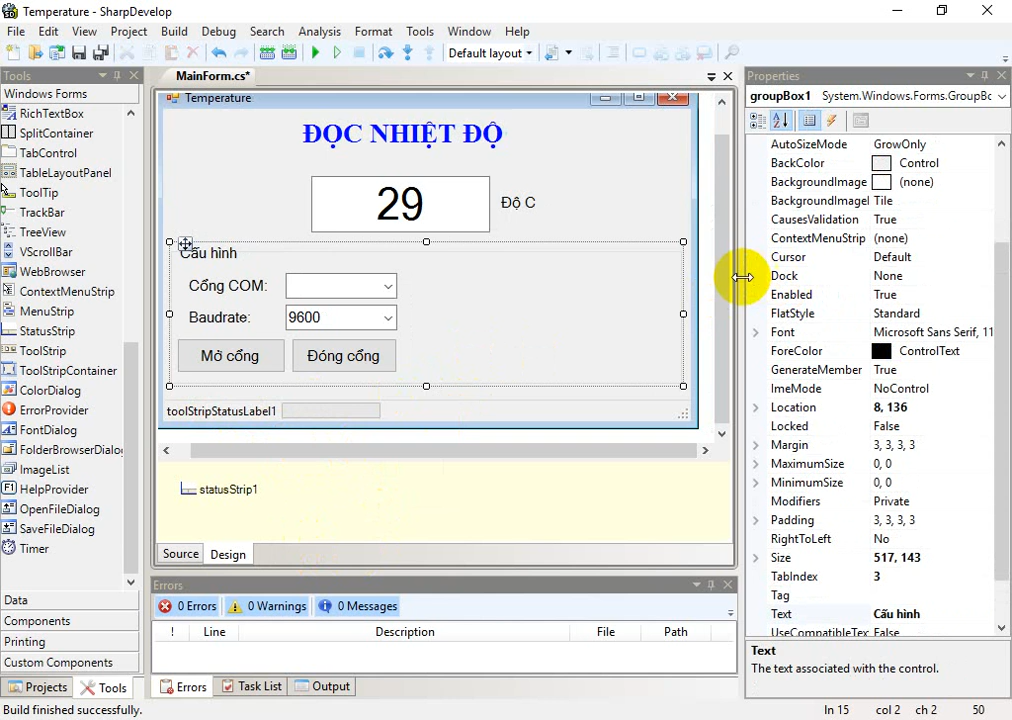 Temperature - SharpDevelop
File Edit View Project Build Debug Search Analysis Format Tools Window Help
Default layout
Tools
Windows Forms
RichTextBox
SplitContainer
TabControl
TableLayoutPanel
ToolTip
TrackBar
TreeView
VScrollBar
WebBrowser
ContextMenuStrip
MenuStrip
StatusStrip
ToolStrip
ToolStripContainer
ColorDialog
ErrorProvider
FontDialog
FolderBrowserDialog
ImageList
HelpProvider
OpenFileDialog
SaveFileDialog
Timer
Data
Components
Printing
Custom Components
Projects Tools
MainForm.cs*
Temperature
ĐỌC NHIỆT ĐỘ
29 Độ C
Cấu hình
Cổng COM:
Baudrate: 9600
Mở cổng Đóng cổng
toolStripStatusLabel1
statusStrip1
Source Design
Errors
0 Errors 0 Warnings 0 Messages
! Line Description File Path
Errors Task List Output
Properties
groupBox1 System.Windows.Forms.GroupBc
AutoSizeMode GrowOnly
BackColor Control
BackgroundImage (none)
BackgroundImagel Tile
CausesValidation True
ContextMenuStrip (none)
Cursor Default
Dock None
Enabled True
FlatStyle Standard
Font Microsoft Sans Serif, 11
ForeColor ControlText
GenerateMember True
ImeMode NoControl
Location 8, 136
Locked False
Margin 3, 3, 3, 3
MaximumSize 0, 0
MinimumSize 0, 0
Modifiers Private
Padding 3, 3, 3, 3
RightToLeft No
Size 517, 143
TabIndex 3
Tag
Text Cấu hình
UseCompatibleTex False
Text
The text associated with the control.
Build finished successfully. ln 15 col 2 ch 2 50